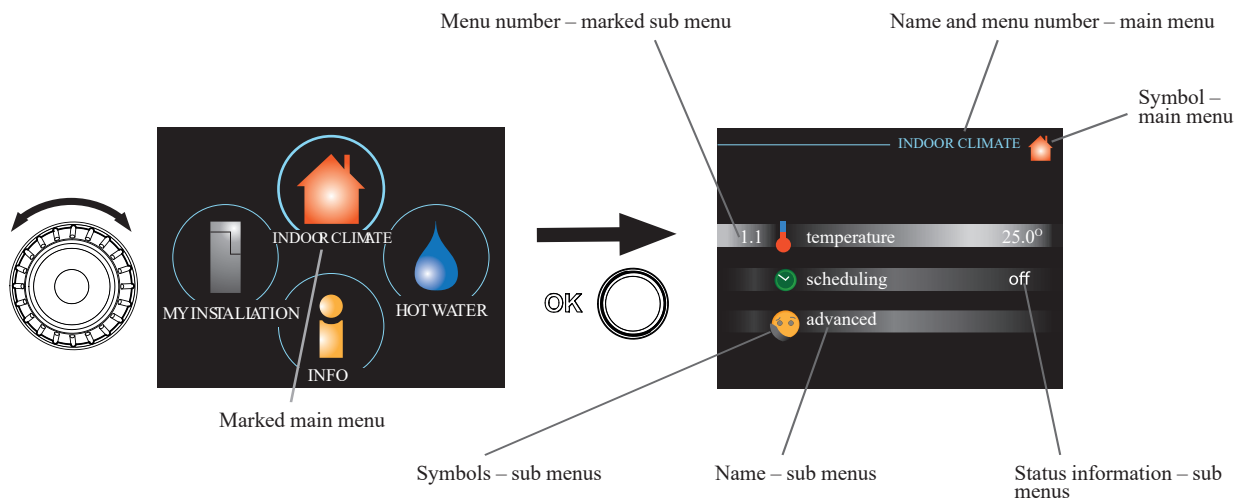 Menu number – marked sub menu
Name and menu number – main menu
Symbol –
main menu
INDOOR CLIMATE
INDOOR CLIMATE
MY INSTALLATION
HOT WATER
INFO
Marked main menu
OK
1.1 temperature 25.0°
scheduling off
advanced
Symbols – sub menus
Name – sub menus
Status information – sub
menus